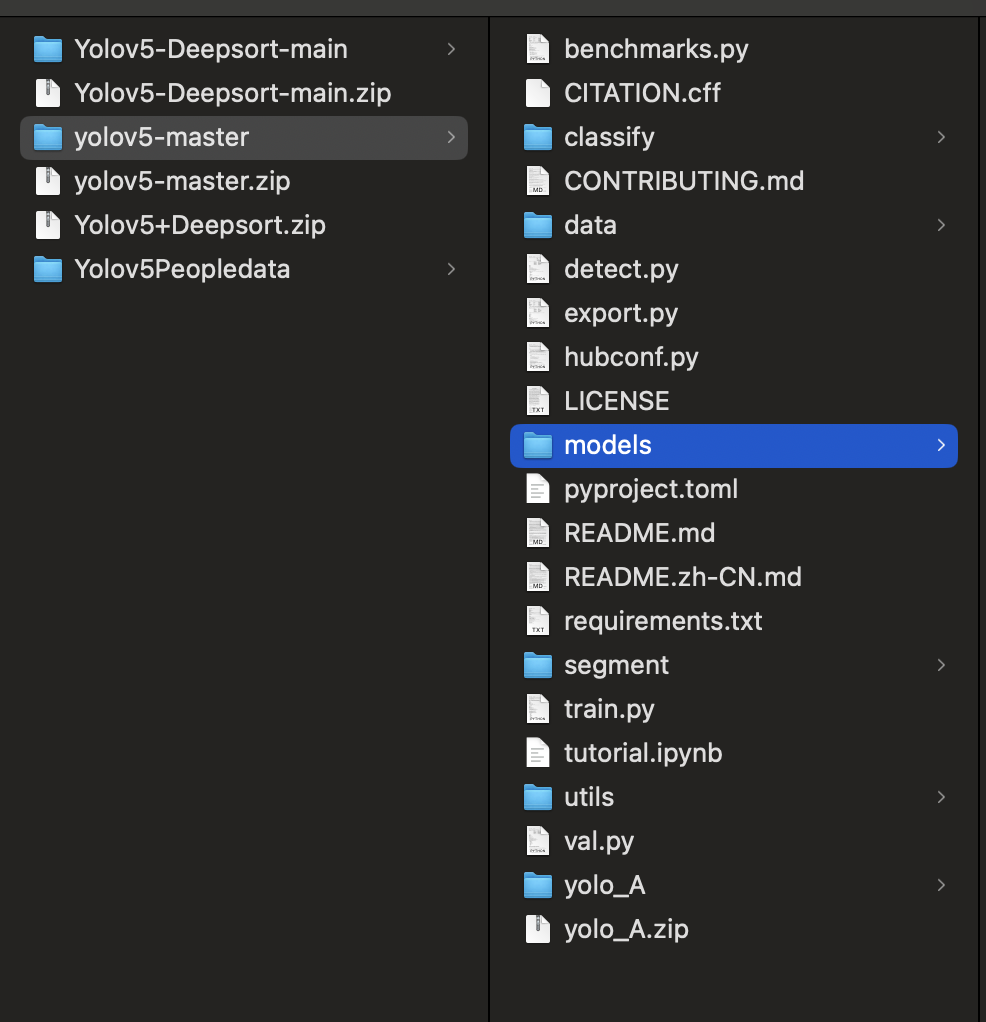 Yolov5-Deepsort-main
Yolov5-Deepsort-main.zip
yolov5-master
yolov5-master.zip
Yolov5+Deepsort.zip
Yolov5Peopledata
benchmarks.py
CITATION.cff
classify
CONTRIBUTING.md
data
detect.py
export.py
hubconf.py
LICENSE
models
pyproject.toml
README.md
README.zh-CN.md
requirements.txt
segment
train.py
tutorial.ipynb
utils
val.py
yolo_A
yolo_A.zip